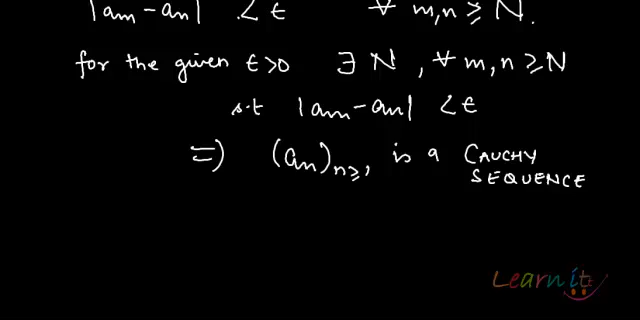 |am - an| < ε ∀ m,n ≥ N.
for the given ε>0 ∃ N , ∀ m,n ≥ N
s.t |am - an| < ε
=) (an)n≥1 is a CAUCHY
SEQUENCE
Learnit